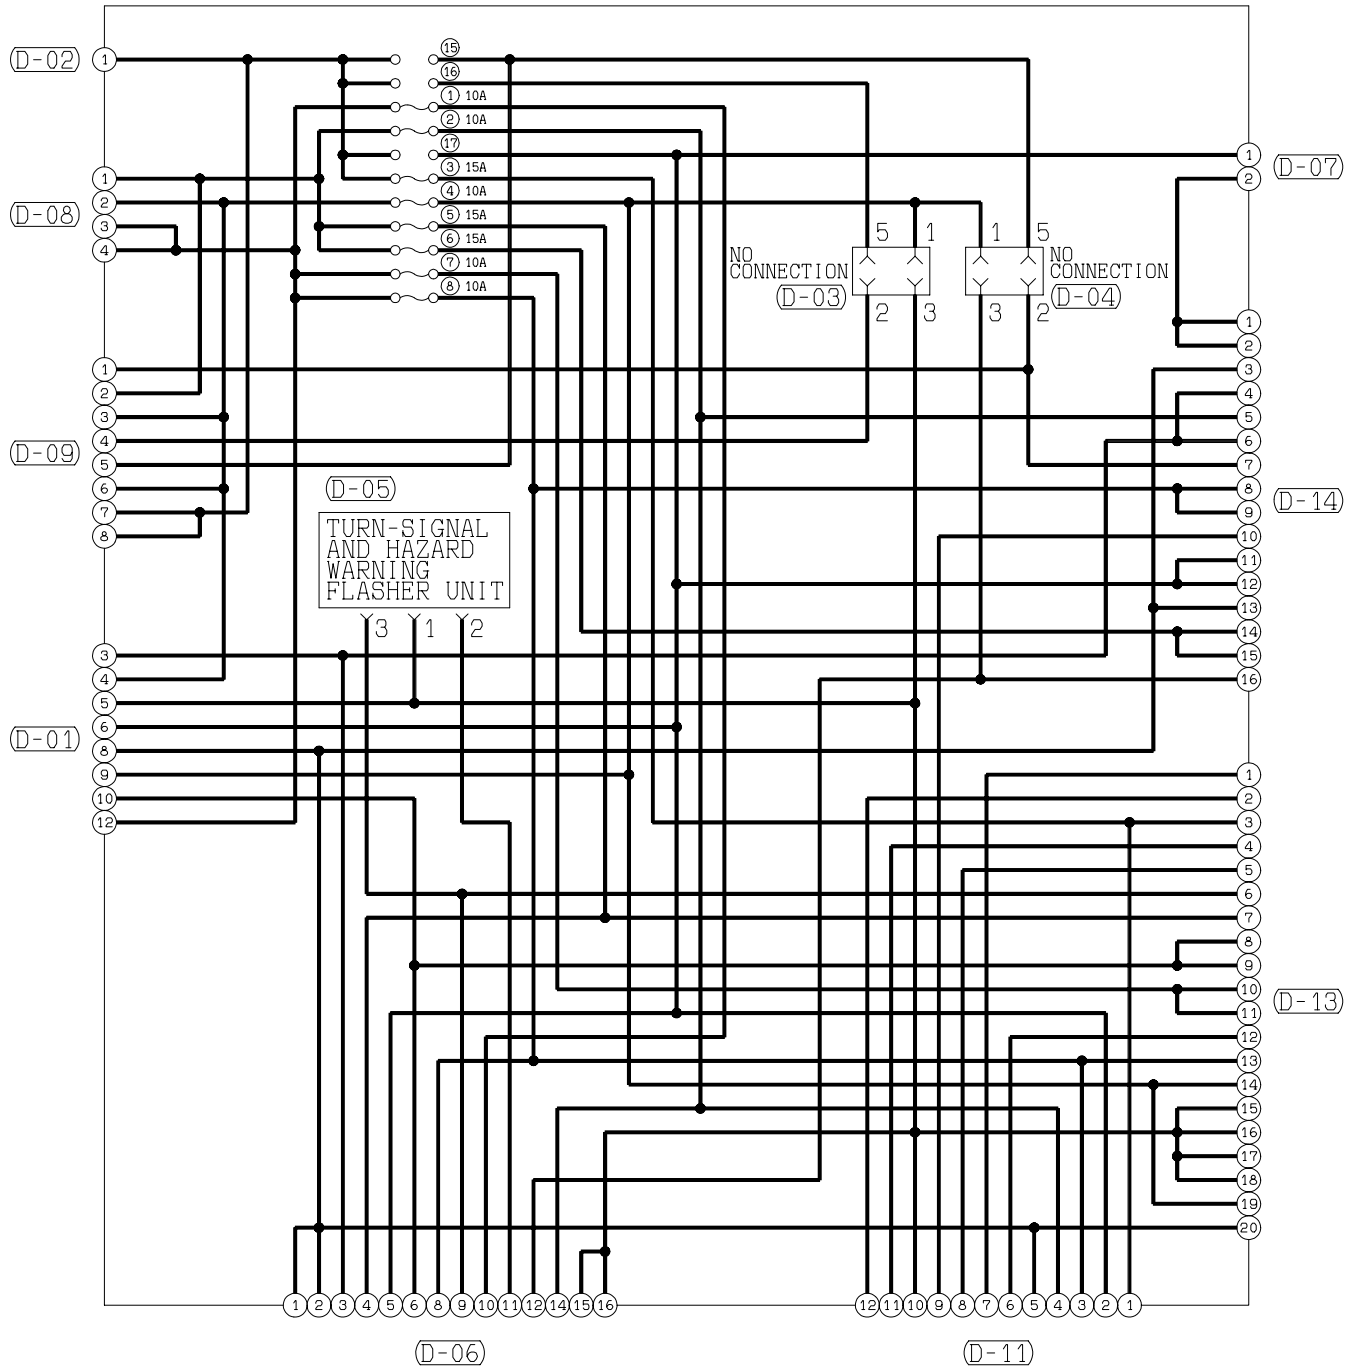 15
D-02 1
16
1 10A
2 10A
17
1 D-07
3 15A
1 2
4 10A
2
D-08
5 15A
3
5 1 1 5
6 15A
4
NO
CONNECTION
NO
CONNECTION
7 10A
8 10A
D-03
D-04
2 3 3 2
1
2
1 3
2 4
3 5
4 6
D-09
5 7
D-05
6 8
D-14
7 9
8 10
TURN-SIGNAL
AND HAZARD
WARNING
FLASHER UNIT
11
12
13
3 1 2
14
3 15
4 16
5
6
D-01
8
9 1
10 2
12 3
4
5
6
7
8
9
10
D-13
11
12
13
14
15
16
17
18
19
20
1 2 3 4 5 6 8 9 10 11 12 14 15 16
12 11 10 9 8 7 6 5 4 3 2 1
D-06
D-11